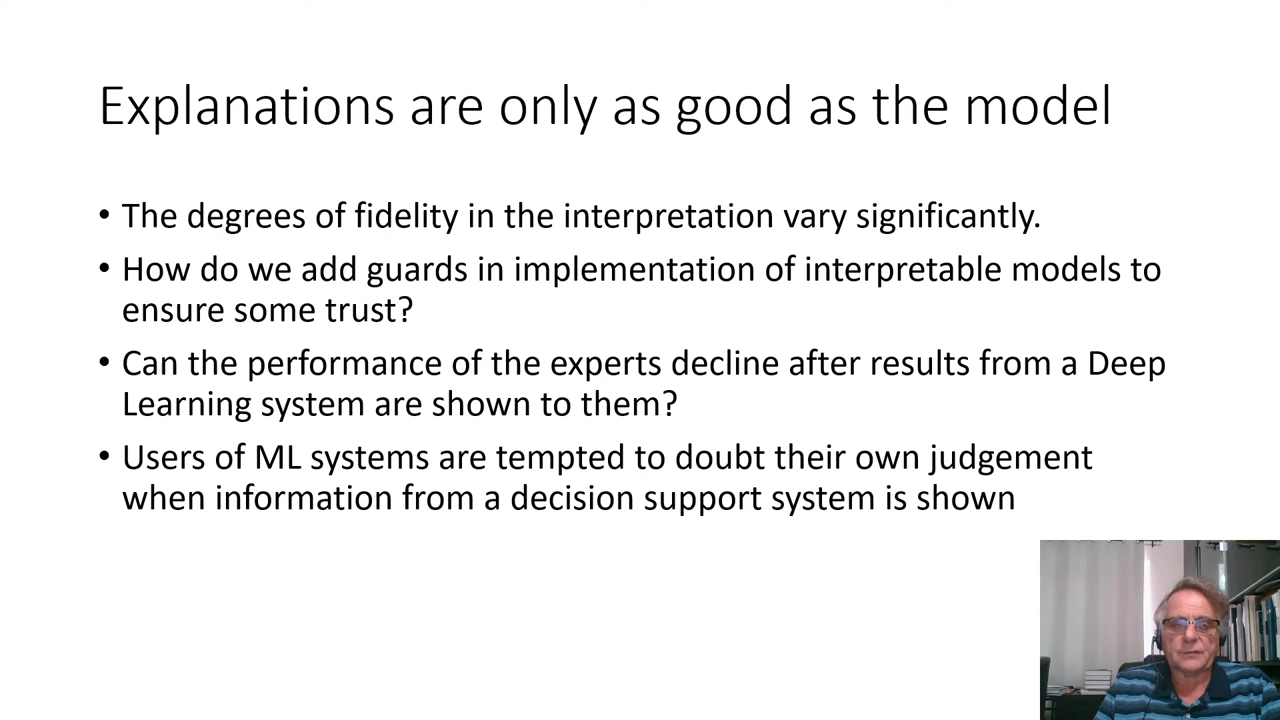 Explanations are only as good as the model
• The degrees of fidelity in the interpretation vary significantly.
• How do we add guards in implementation of interpretable models to
ensure some trust?
• Can the performance of the experts decline after results from a Deep
Learning system are shown to them?
• Users of ML systems are tempted to doubt their own judgement
when information from a decision support system is shown